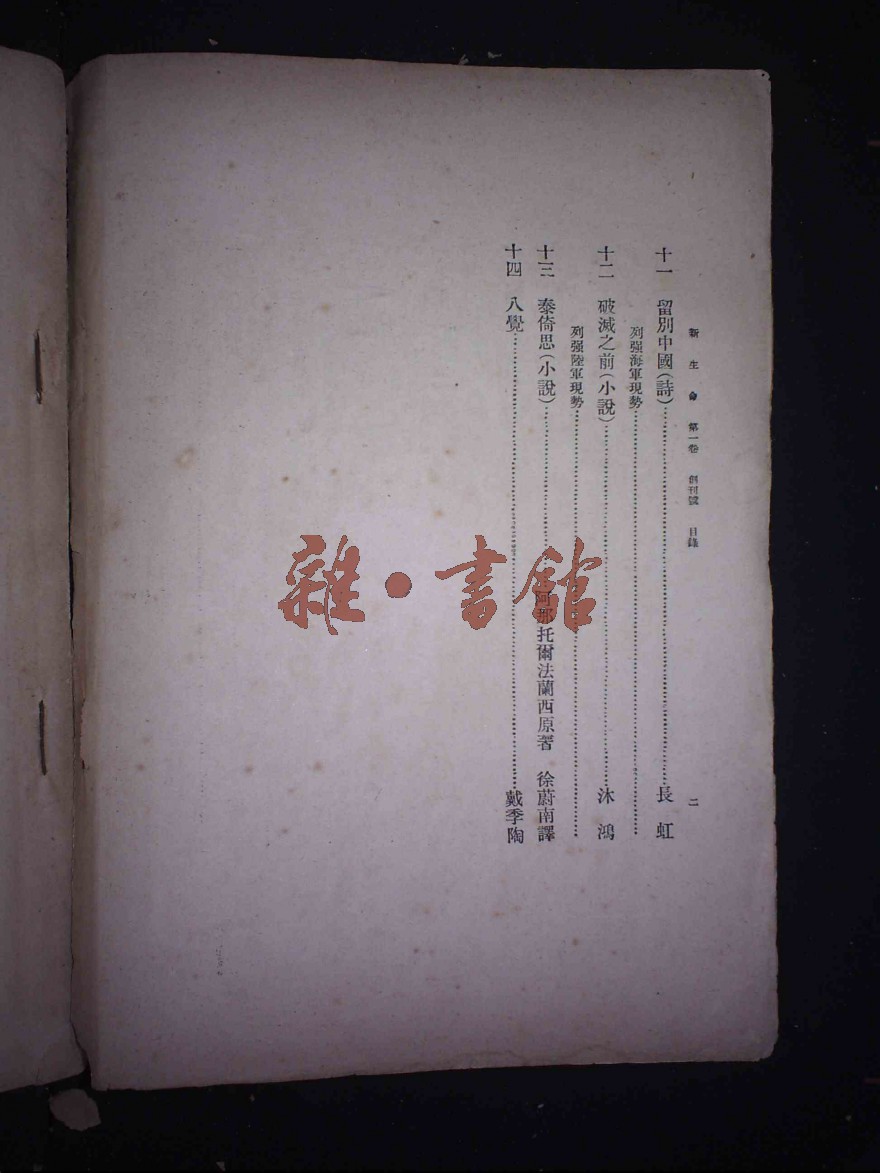 新生命 第一卷 創刊號 目錄 二
十一 留別中國(詩)……長虹
列强海軍現勢……
十二 破滅之前(小說)……沐鴻
列强陸軍現勢……
十三 泰倚思(小說)……阿那托爾法蘭西原著 徐蔚南譯
十四 八覺……戴季陶
雜·書館